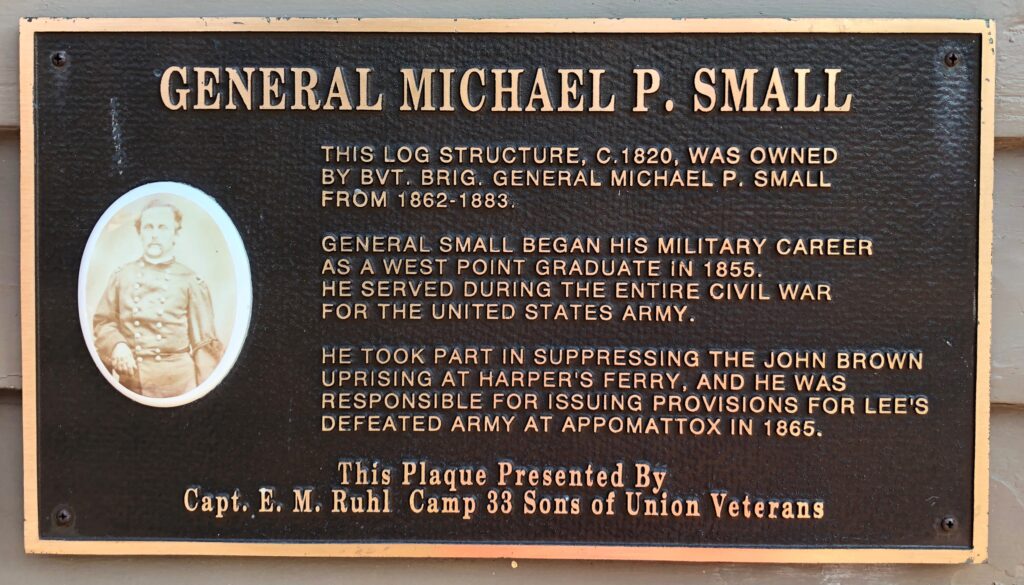 GENERAL MICHAEL P. SMALL
THIS LOG STRUCTURE, C.1820, WAS OWNED
BY BVT. BRIG. GENERAL MICHAEL P. SMALL
FROM 1862-1883.
GENERAL SMALL BEGAN HIS MILITARY CAREER
AS A WEST POINT GRADUATE IN 1855.
HE SERVED DURING THE ENTIRE CIVIL WAR
FOR THE UNITED STATES ARMY.
HE TOOK PART IN SUPPRESSING THE JOHN BROWN
UPRISING AT HARPER'S FERRY, AND HE WAS
RESPONSIBLE FOR ISSUING PROVISIONS FOR LEE'S
DEFEATED ARMY AT APPOMATTOX IN 1865.
This Plaque Presented By
Capt. E. M. Ruhl Camp 33 Sons of Union Veterans